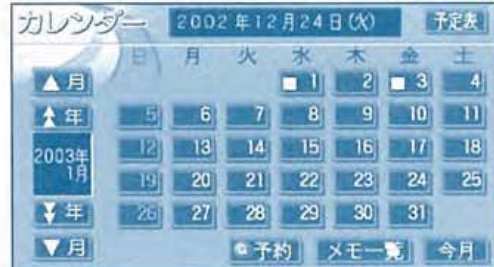 カレンダー 2002年12月24日(火) 予定表
日 月 火 水 木 金 土
▲月 1 2 3 4
年 5 6 7 8 9 10 11
2003年 1月 12 13 14 15 16 17 18
19 20 21 22 23 24 25
年 26 27 28 29 30 31
▼月 予約 メモ一覧 今月